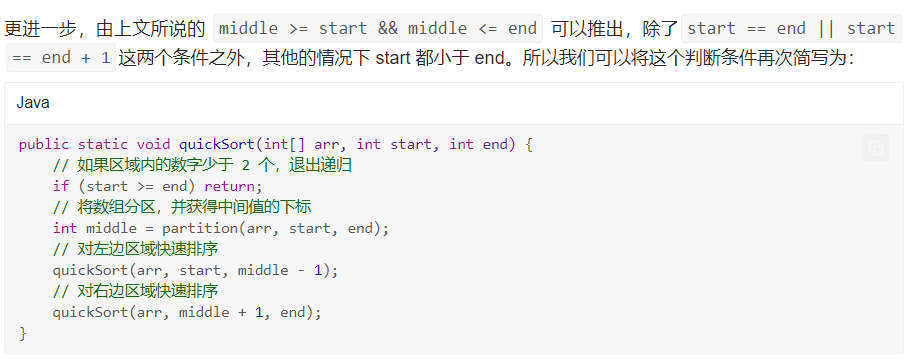 更进一步，由上文所说的 middle >= start && middle <= end 可以推出，除了 start == end || start
== end + 1 这两个条件之外，其他的情况下 start 都小于 end。所以我们可以将这个判断条件再次简写为：
Java
public static void quickSort(int[] arr, int start, int end) {
    // 如果区域内的数字少于 2 个，退出递归
    if (start >= end) return;
    // 将数组分区，并获得中间值的下标
    int middle = partition(arr, start, end);
    // 对左边区域快速排序
    quickSort(arr, start, middle - 1);
    // 对右边区域快速排序
    quickSort(arr, middle + 1, end);
}